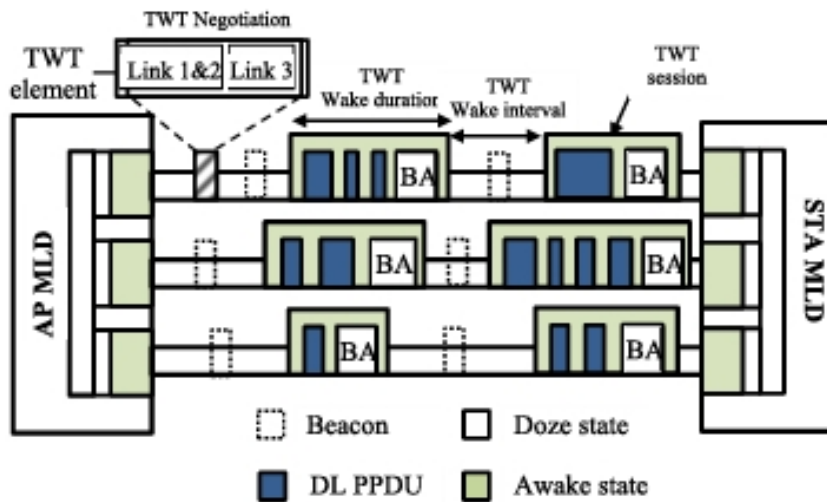 TWT Negotiation
TWT
element
Link 1&2
Link 3
TWT
Wake duration
TWT
Wake interval
TWT
session
BA
BA
AP MLD
STA MLD
BA
BA
BA
BA
Beacon
Doze state
DL PPDU
Awake state